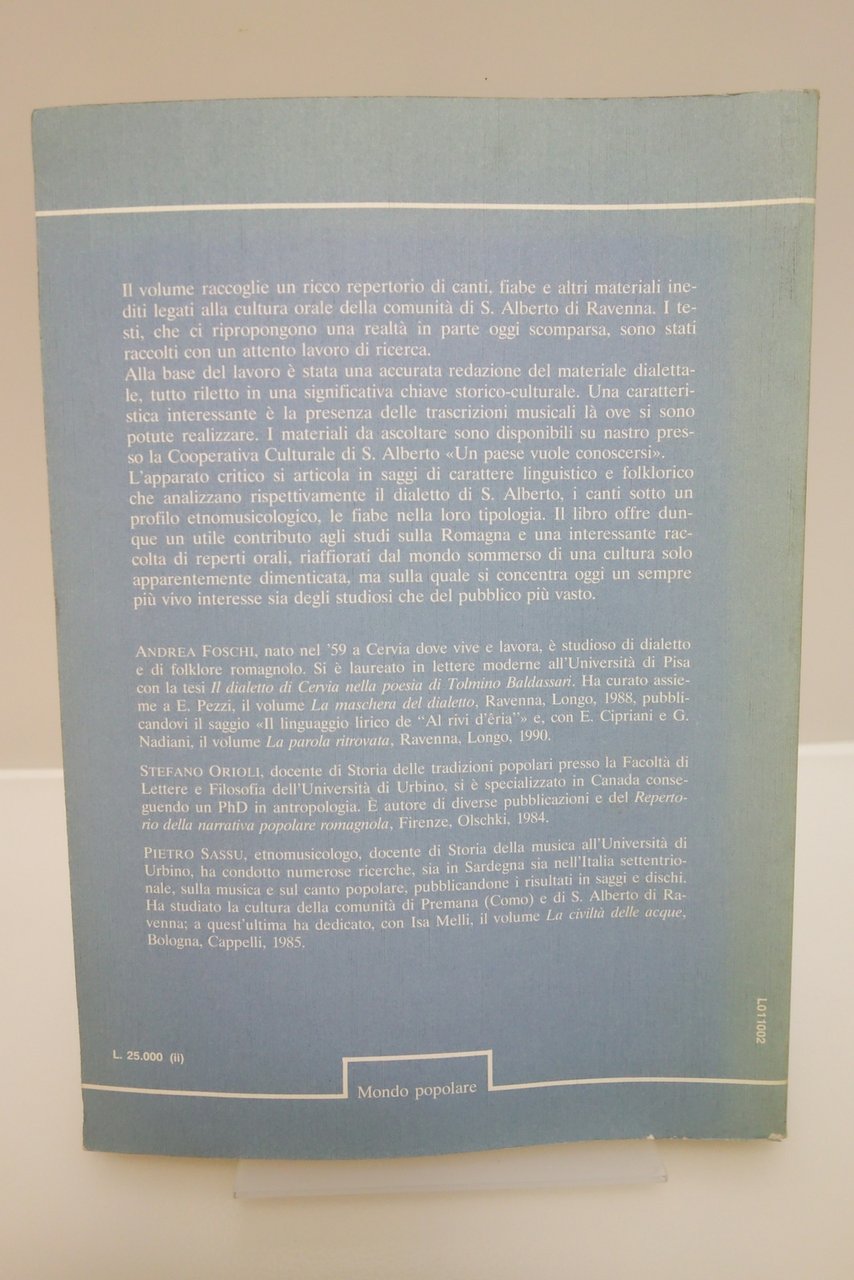 Il volume raccoglie un ricco repertorio di canti, fiabe e altri materiali ine-
diti legati alla cultura orale della comunità di S. Alberto di Ravenna. I te-
sti, che ci ripropongono una realtà in parte oggi scomparsa, sono stati
raccolti con un attento lavoro di ricerca.
Alla base del lavoro è stata una accurata redazione del materiale dialetta-
le, tutto riletto in una significativa chiave storico-culturale. Una caratteri-
stica interessante è la presenza delle trascrizioni musicali là ove si sono
potute realizzare. I materiali da ascoltare sono disponibili su nastro pres-
so la Cooperativa Culturale di S. Alberto «Un paese vuole conoscersi».
L'apparato critico si articola in saggi di carattere linguistico e folklorico
che analizzano rispettivamente il dialetto di S. Alberto, i canti sotto un
profilo etnomusicologico, le fiabe nella loro tipologia. Il libro offre dun-
que un utile contributo agli studi sulla Romagna e una interessante rac-
colta di reperti orali, riaffiorati dal mondo sommerso di una cultura solo
apparentemente dimenticata, ma sulla quale si concentra oggi un sempre
più vivo interesse sia degli studiosi che del pubblico più vasto.
ANDREA FOSCHI, nato nel '59 a Cervia dove vive e lavora, è studioso di dialetto
e di folklore romagnolo. Si è laureato in lettere moderne all'Università di Pisa
con la tesi Il dialetto di Cervia nella poesia di Tolmino Baldassari. Ha curato assie-
me a E. Pezzi, il volume La maschera del dialetto, Ravenna, Longo, 1988, pubbli-
candovi il saggio «Il linguaggio lirico de "Al rivi d'êria"» e, con E. Cipriani e G.
Nadiani, il volume La parola ritrovata, Ravenna, Longo, 1990.
STEFANO ORIOLI, docente di Storia delle tradizioni popolari presso la Facoltà di
Lettere e Filosofia dell'Università di Urbino, si è specializzato in Canada conse-
guendo un PhD in antropologia. È autore di diverse pubblicazioni e del Reperto-
rio della narrativa popolare romagnola, Firenze, Olschki, 1984.
PIETRO SASSU, etnomusicologo, docente di Storia della musica all'Università di
Urbino, ha condotto numerose ricerche, sia in Sardegna sia nell'Italia settentrio-
nale, sulla musica e sul canto popolare, pubblicandone i risultati in saggi e dischi.
Ha studiato la cultura della comunità di Premana (Como) e di S. Alberto di Ra-
venna; a quest'ultima ha dedicato, con Isa Melli, il volume La civiltà delle acque,
Bologna, Cappelli, 1985.
L011002
L. 25.000 (ii)
Mondo popolare